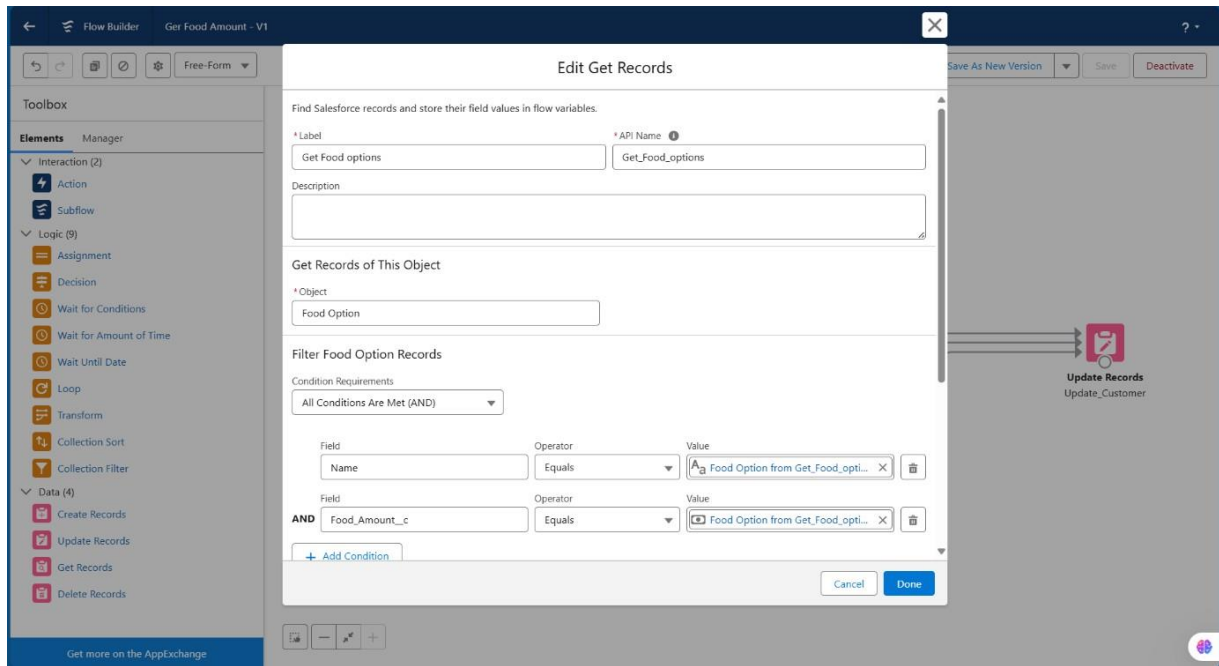 Flow Builder Ger Food Amount - V1 ?
Free-Form Save As New Version Save Deactivate
Toolbox
Elements Manager
Interaction (2)
Action
Subflow
Logic (9)
Assignment
Decision
Wait for Conditions
Wait for Amount of Time
Wait Until Date
Loop
Transform
Collection Sort
Collection Filter
Data (4)
Create Records
Update Records
Get Records
Delete Records
Get more on the AppExchange
Edit Get Records
Find Salesforce records and store their field values in flow variables.
*Label *API Name
Get Food options Get_Food_options
Description
Get Records of This Object
*Object
Food Option
Filter Food Option Records
Condition Requirements
All Conditions Are Met (AND)
Field Operator Value
Name Equals Aa Food Option from Get_Food_opti...
Field Operator Value
AND Food_Amount__c Equals Food Option from Get_Food_opti...
+ Add Condition
Cancel Done
Update Records
Update_Customer